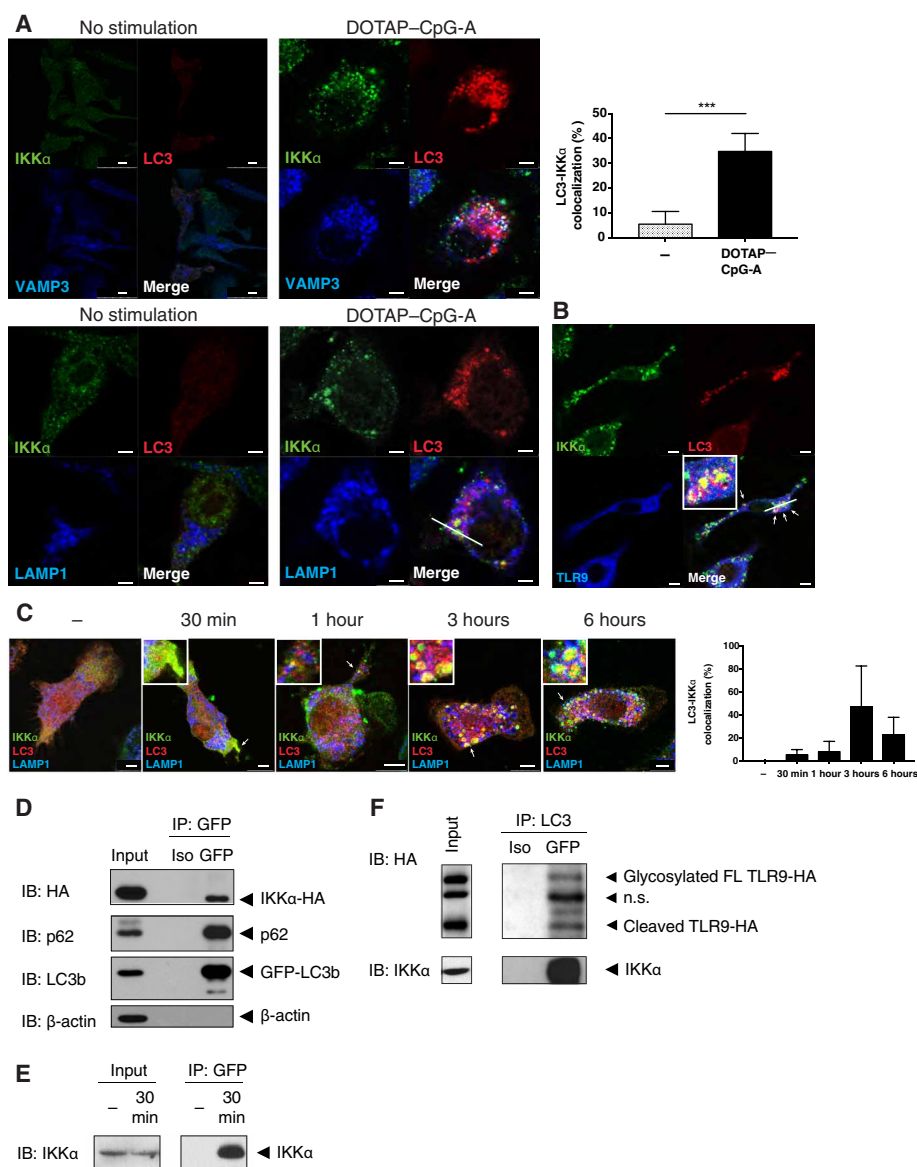 A
No stimulation
DOTAP–CpG-A
IKKα
LC3
IKKα
LC3
VAMP3
Merge
VAMP3
Merge
50
40
30
20
10
0
LC3-IKKα
colocalization (%)
***
–
DOTAP—
CpG-A
No stimulation
DOTAP–CpG-A
IKKα
LC3
IKKα
LC3
LAMP1
Merge
LAMP1
Merge
B
IKKα
LC3
TLR9
Merge
C
–
30 min
1 hour
3 hours
6 hours
IKKα
LC3
LAMP1
IKKα
LC3
LAMP1
IKKα
LC3
LAMP1
IKKα
LC3
LAMP1
IKKα
LC3
LAMP1
LC3-IKKα
colocalization (%)
100
80
60
40
20
0
– 30 min 1 hour 3 hours 6 hours
D
IP: GFP
Input Iso GFP
IB: HA
IKKα-HA
IB: p62
p62
IB: LC3b
GFP-LC3b
IB: β-actin
β-actin
E
Input IP: GFP
– 30 min – 30 min
IB: IKKα
IKKα
F
Input
IP: LC3
Iso GFP
IB: HA
Glycosylated FL TLR9-HA
n.s.
Cleaved TLR9-HA
IB: IKKα
IKKα